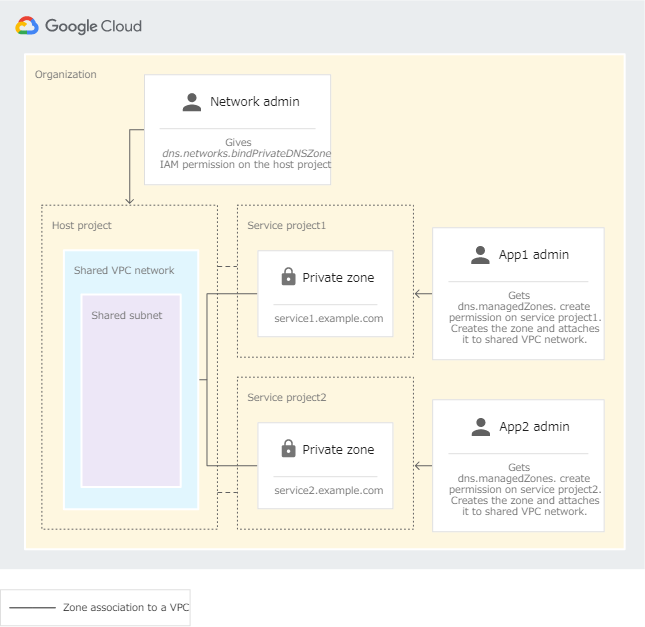 Google Cloud
Organization
Network admin
Gives
dns.networks.bindPrivateDNSZone
IAM permission on the host project
Host project
Shared VPC network
Shared subnet
Service project1
Private zone
service1.example.com
App1 admin
Gets
dns.managedZones. create
permission on service project1.
Creates the zone and attaches
it to shared VPC network.
Service project2
Private zone
service2.example.com
App2 admin
Gets
dns.managedZones. create
permission on service project2.
Creates the zone and attaches
it to shared VPC network.
Zone association to a VPC